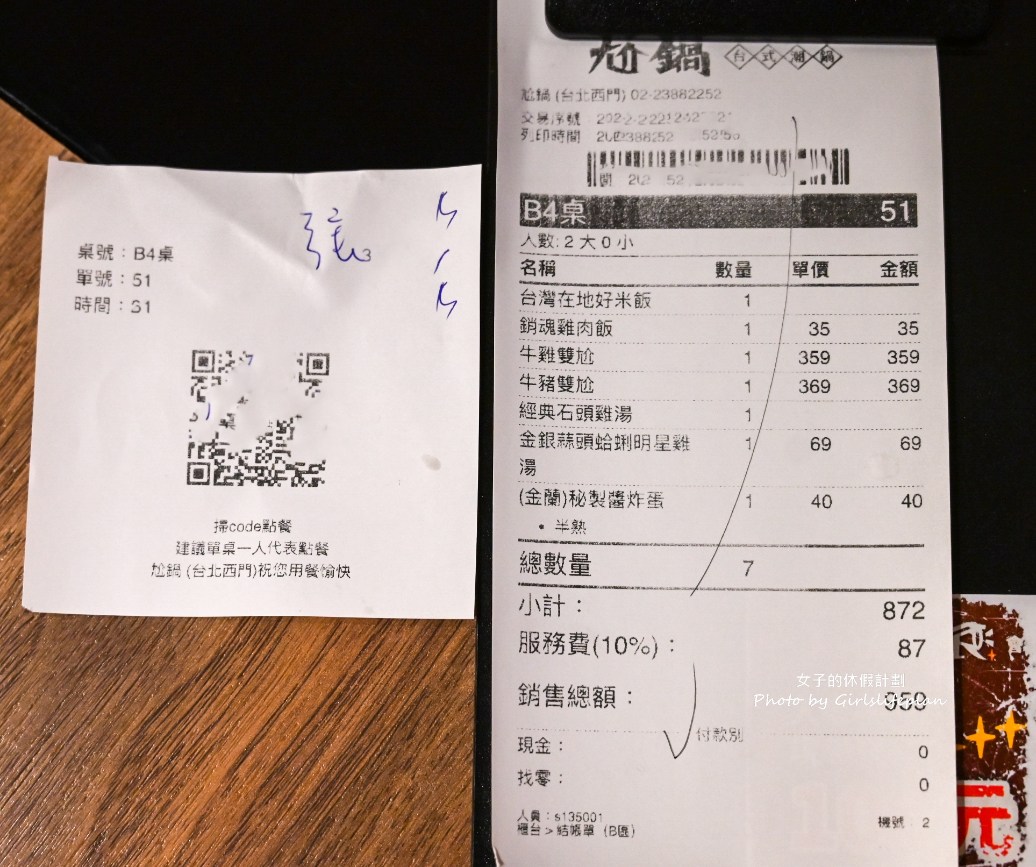 桌號：B4桌
單號：51
時間：31
掃code點餐
建議單桌一人代表點餐
尬鍋 (台北西門)祝您用餐愉快
尬鍋 台式潮鍋
尬鍋 (台北西門) 02-23882252
交易序號
列印時間
B4桌 51
人數: 2 大 0 小
名稱 數量 單價 金額
台灣在地好米飯 1
銷魂雞肉飯 1 35 35
牛雞雙尬 1 359 359
牛豬雙尬 1 369 369
經典石頭雞湯 1
金銀蒜頭蛤蜊明星雞 1 69 69
湯
(金蘭)秘製醬炸蛋 1 40 40
• 半熟
總數量 7
小計： 872
服務費(10%)： 87
銷售總額： 959
女子的休假計劃
Photo by Girlslifeplan
付款別
現金： 0
找零： 0
人員：s135001
櫃台 > 結帳單 (B區) 機號： 2
元